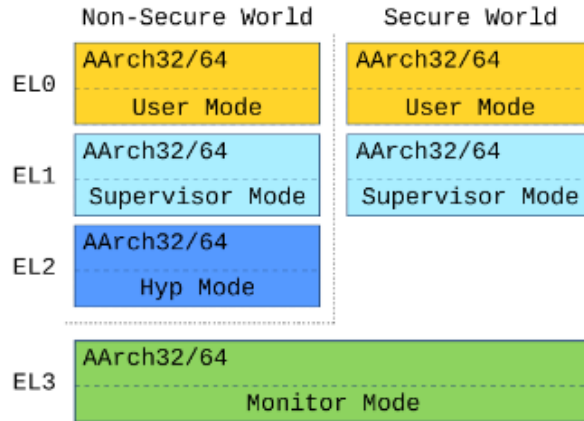 Non-Secure World Secure World
EL0 AArch32/64 AArch32/64
User Mode User Mode
EL1 AArch32/64 AArch32/64
Supervisor Mode Supervisor Mode
EL2 AArch32/64
Hyp Mode
EL3 AArch32/64
Monitor Mode